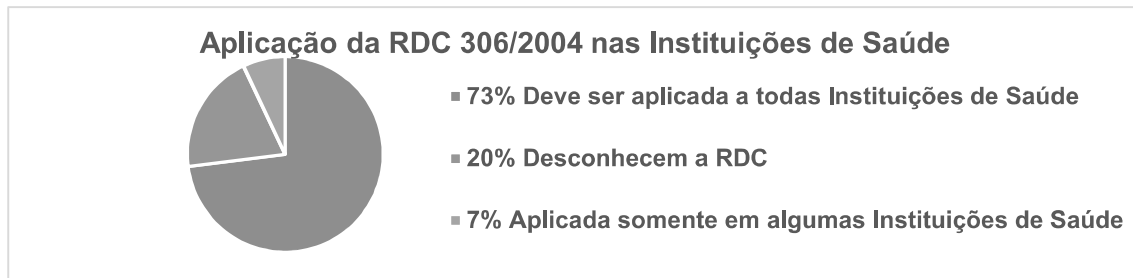 Aplicação da RDC 306/2004 nas Instituições de Saúde
73% Deve ser aplicada a todas Instituições de Saúde
20% Desconhecem a RDC
7% Aplicada somente em algumas Instituições de Saúde